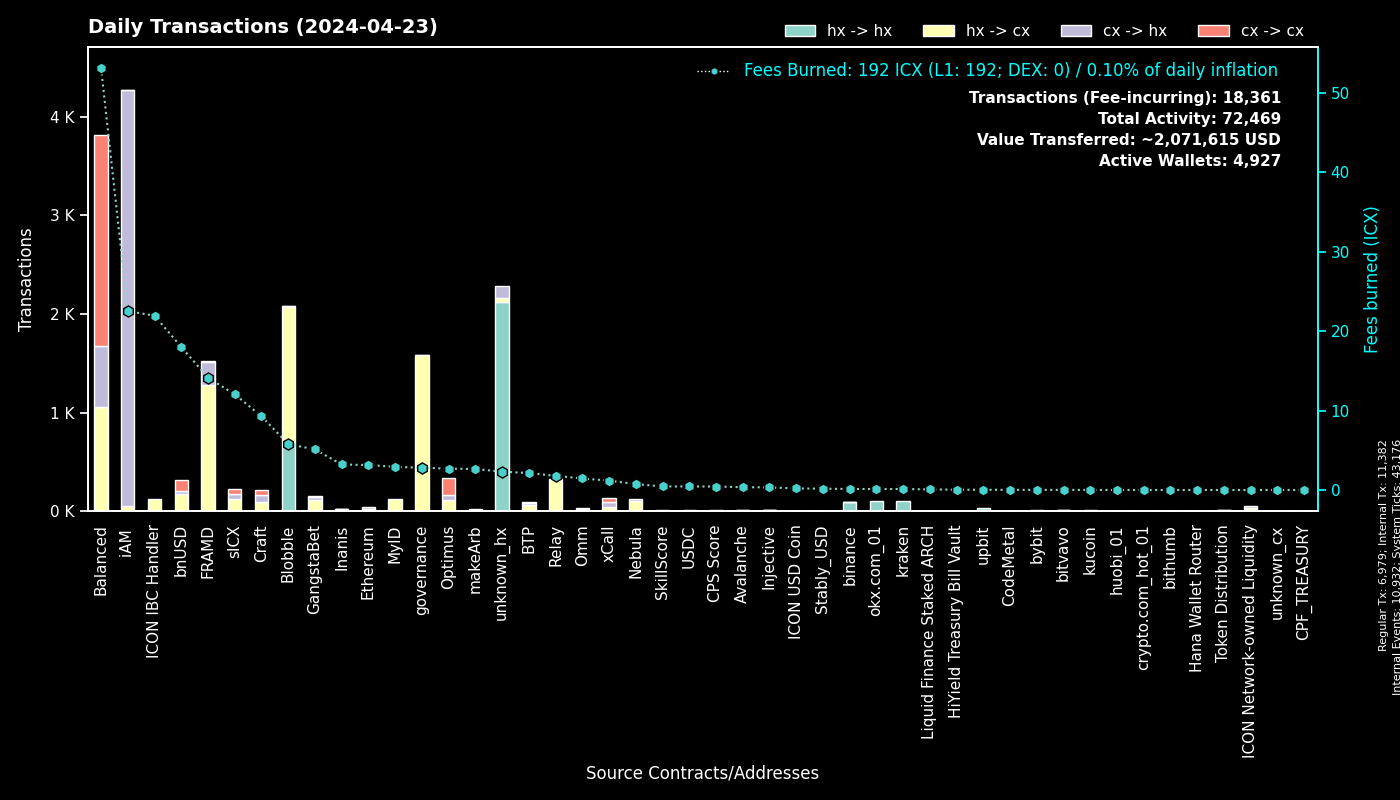 Daily Transactions (2024-04-23)
hx -> hx
hx -> cx
cx -> hx
cx -> cx
Fees Burned: 192 ICX (L1: 192; DEX: 0) / 0.10% of daily inflation
Transactions (Fee-incurring): 18,361
Total Activity: 72,469
Value Transferred: ~2,071,615 USD
Active Wallets: 4,927
Transactions
4 K
3 K
2 K
1 K
0 K
50
40
30
20
10
0
Fees burned (ICX)
Balanced
IAM
ICON IBC Handler
bnUSD
FRAMD
sICX
Craft
Blobble
GangstaBet
Inanis
Ethereum
MyID
governance
Optimus
makeArb
unknown_hx
BTP
Relay
Omm
xCall
Nebula
SkillScore
USDC
CPS Score
Avalanche
Injective
ICON USD Coin
Stably_USD
binance
okx.com_01
kraken
Liquid Finance Staked ARCH
HiYield Treasury Bill Vault
upbit
CodeMetal
bybit
bitvavo
kucoin
huobi_01
crypto.com_hot_01
bithumb
Hana Wallet Router
Token Distribution
ICON Network-owned Liquidity
unknown_cx
CPF_TREASURY
Source Contracts/Addresses
Regular Tx: 6,979; Internal Tx: 11,382
Internal Events: 10,932; System Ticks: 43,176